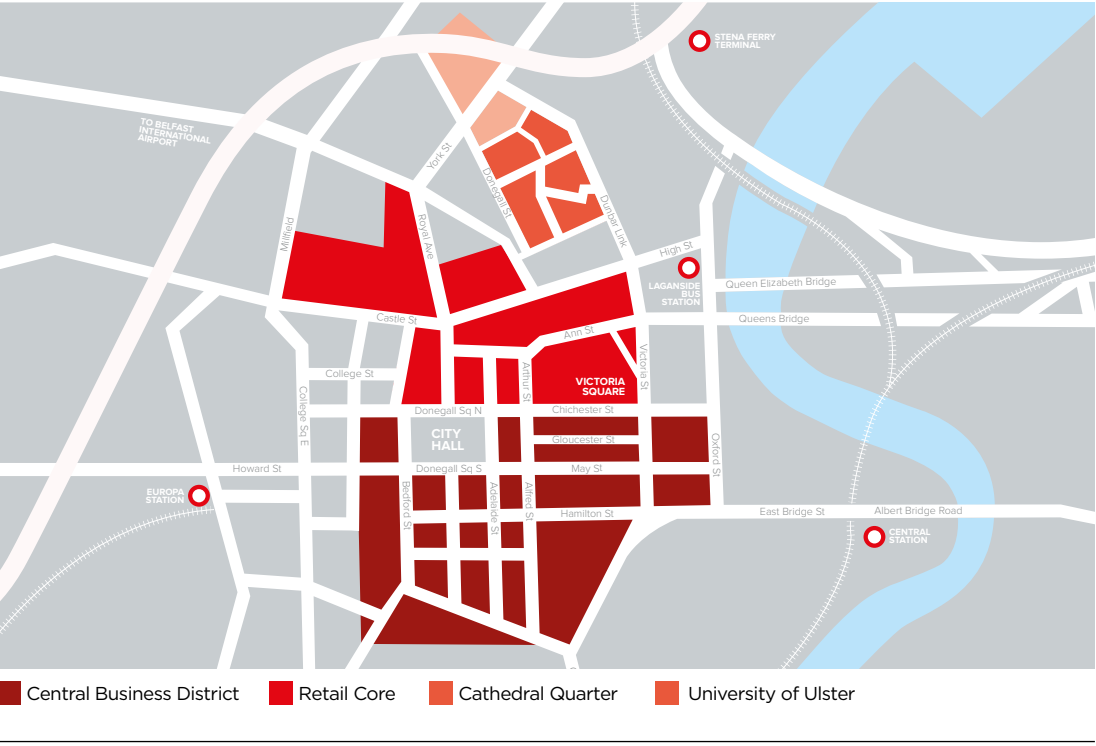 STENA FERRY
TERMINAL
TO BELFAST
INTERNATIONAL
AIRPORT
York St
Donegall St
Dunbar Link
Millfield
Royal Ave
High St
LAGANSIDE
BUS
STATION
Queen Elizabeth Bridge
Castle St
Queens Bridge
Ann St
College St
Arthur St
Victoria St
VICTORIA
SQUARE
College Sq E
Donegall Sq N
Chichester St
CITY
HALL
Gloucester St
Oxford St
Howard St
Donegall Sq S
May St
EUROPA
STATION
Bedford St
Adelaide St
Alfred St
Hamilton St
East Bridge St
Albert Bridge Road
CENTRAL
STATION
Central Business District
Retail Core
Cathedral Quarter
University of Ulster